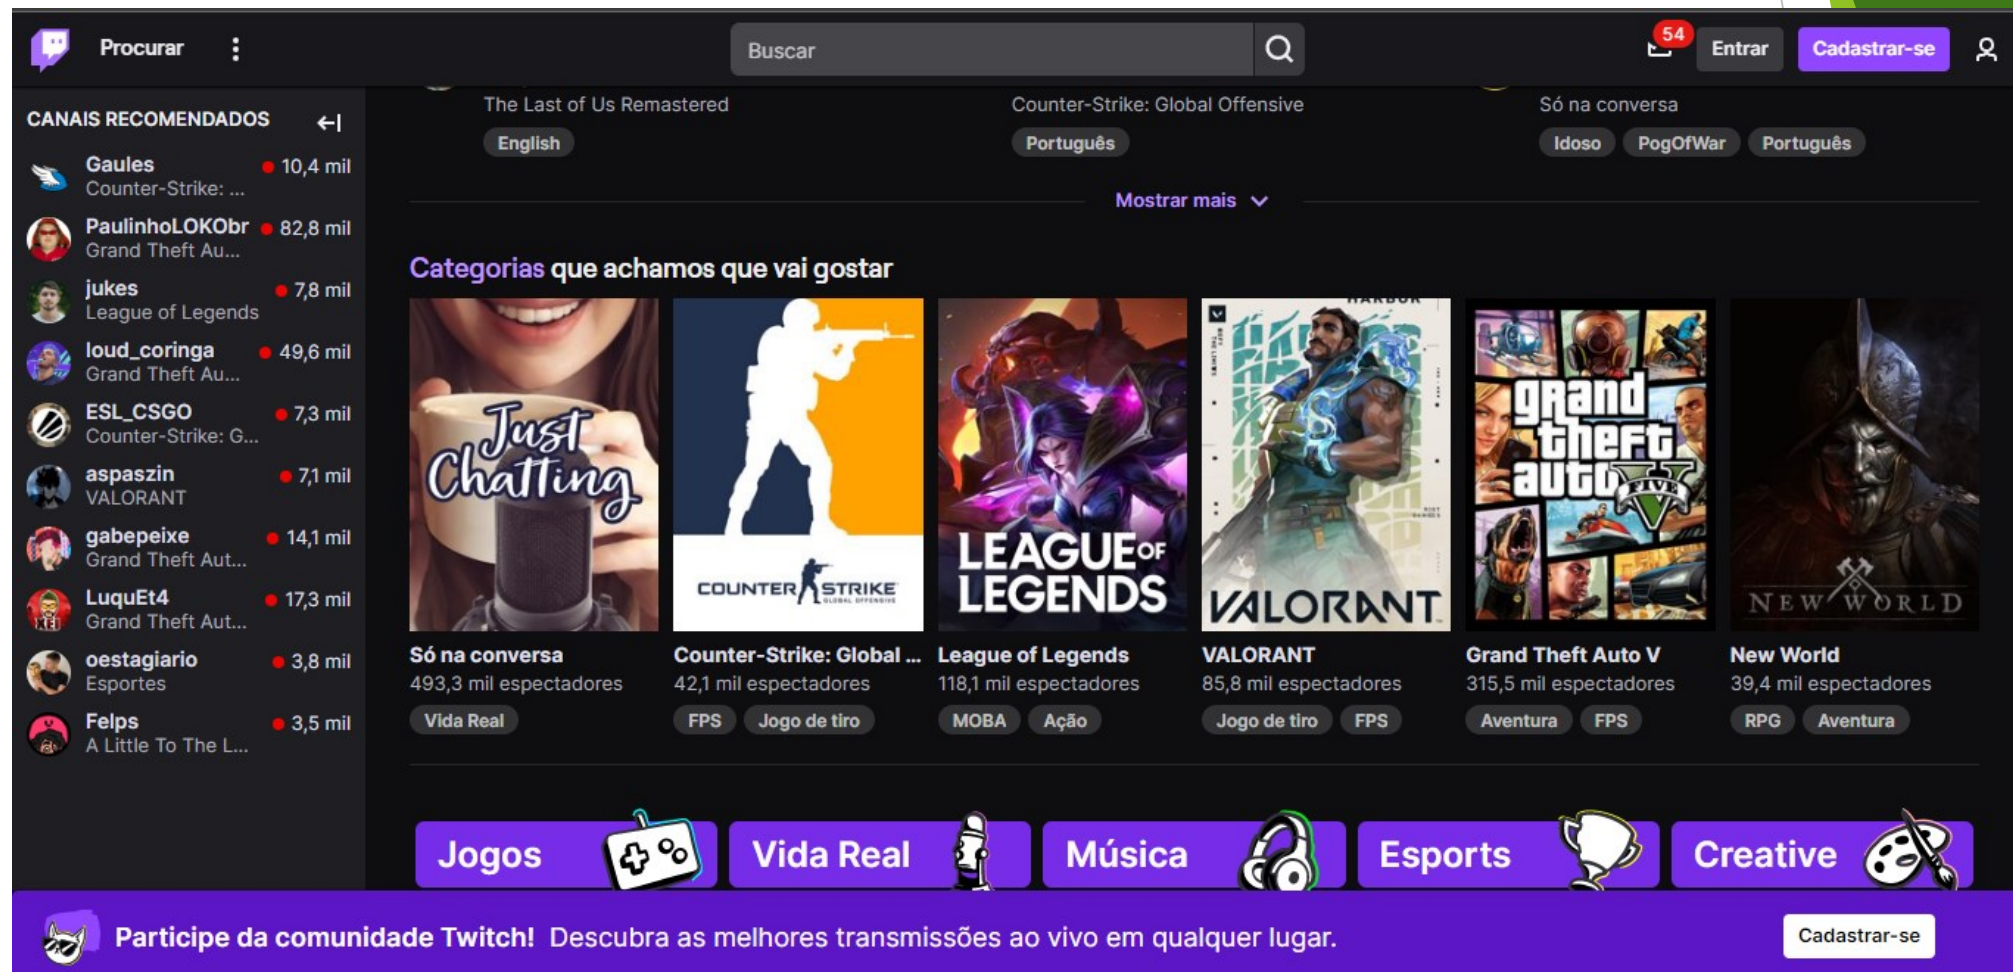 Procurar
Buscar
54
Entrar
Cadastrar-se
CANAIS RECOMENDADOS
Gaules 10,4 mil
Counter-Strike: ...
PaulinhoLOKObr 82,8 mil
Grand Theft Au...
jukes 7,8 mil
League of Legends
loud_coringa 49,6 mil
Grand Theft Au...
ESL_CSGO 7,3 mil
Counter-Strike: G...
aspaszin 7,1 mil
VALORANT
gabepeixe 14,1 mil
Grand Theft Aut...
LuquEt4 17,3 mil
Grand Theft Aut...
oestagiario 3,8 mil
Esportes
Felps 3,5 mil
A Little To The L...
The Last of Us Remastered
English
Counter-Strike: Global Offensive
Português
Só na conversa
Idoso PogOfWar Português
Mostrar mais
Categorias que achamos que vai gostar
Just
Chatting
COUNTER STRIKE
GLOBAL OFFENSIVE
LEAGUE OF
LEGENDS
HARBOR
VALORANT
grand
theft
auto
FIVE
NEW WORLD
Só na conversa
493,3 mil espectadores
Vida Real
Counter-Strike: Global ...
42,1 mil espectadores
FPS Jogo de tiro
League of Legends
118,1 mil espectadores
MOBA Ação
VALORANT
85,8 mil espectadores
Jogo de tiro FPS
Grand Theft Auto V
315,5 mil espectadores
Aventura FPS
New World
39,4 mil espectadores
RPG Aventura
Jogos
Vida Real
Música
Esports
Creative
Participe da comunidade Twitch! Descubra as melhores transmissões ao vivo em qualquer lugar.
Cadastrar-se